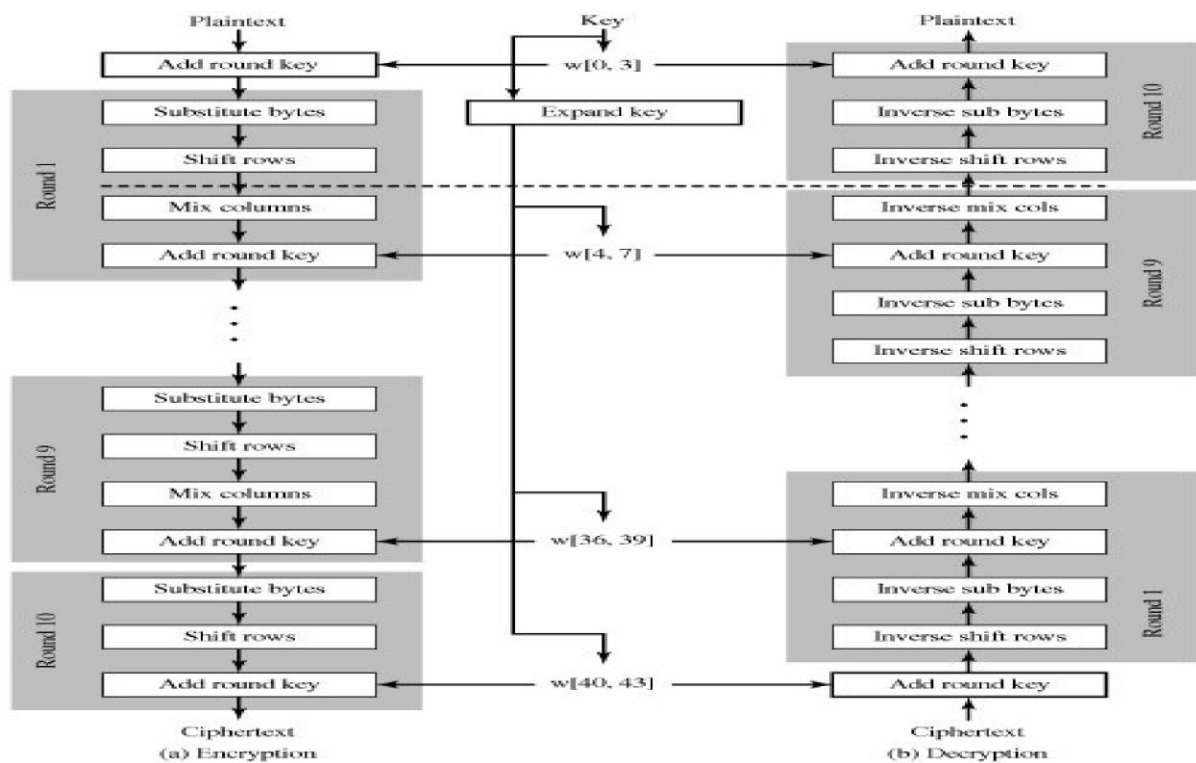 Plaintext
Add round key
Substitute bytes
Shift rows
Mix columns
Add round key
Round 1
Substitute bytes
Shift rows
Mix columns
Add round key
Round 9
Substitute bytes
Shift rows
Add round key
Round 10
Ciphertext
(a) Encryption
Key
w[0, 3]
Expand key
w[4, 7]
w[36, 39]
w[40, 43]
Plaintext
Add round key
Inverse sub bytes
Inverse shift rows
Round 10
Inverse mix cols
Add round key
Inverse sub bytes
Inverse shift rows
Round 9
Inverse mix cols
Add round key
Inverse sub bytes
Inverse shift rows
Round 1
Add round key
Ciphertext
(b) Decryption